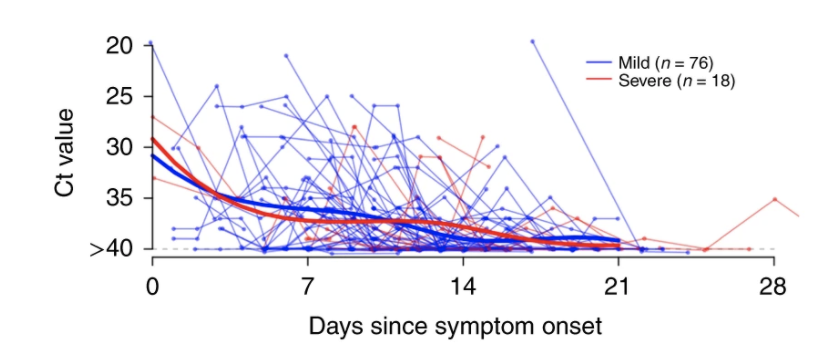 20
25
30
35
>40
Ct value
Mild (n = 76)
Severe (n = 18)
0 7 14 21 28
Days since symptom onset